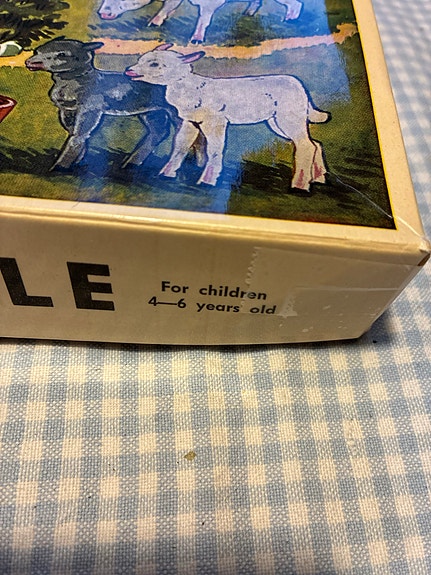 LE
For children
4—6 years old